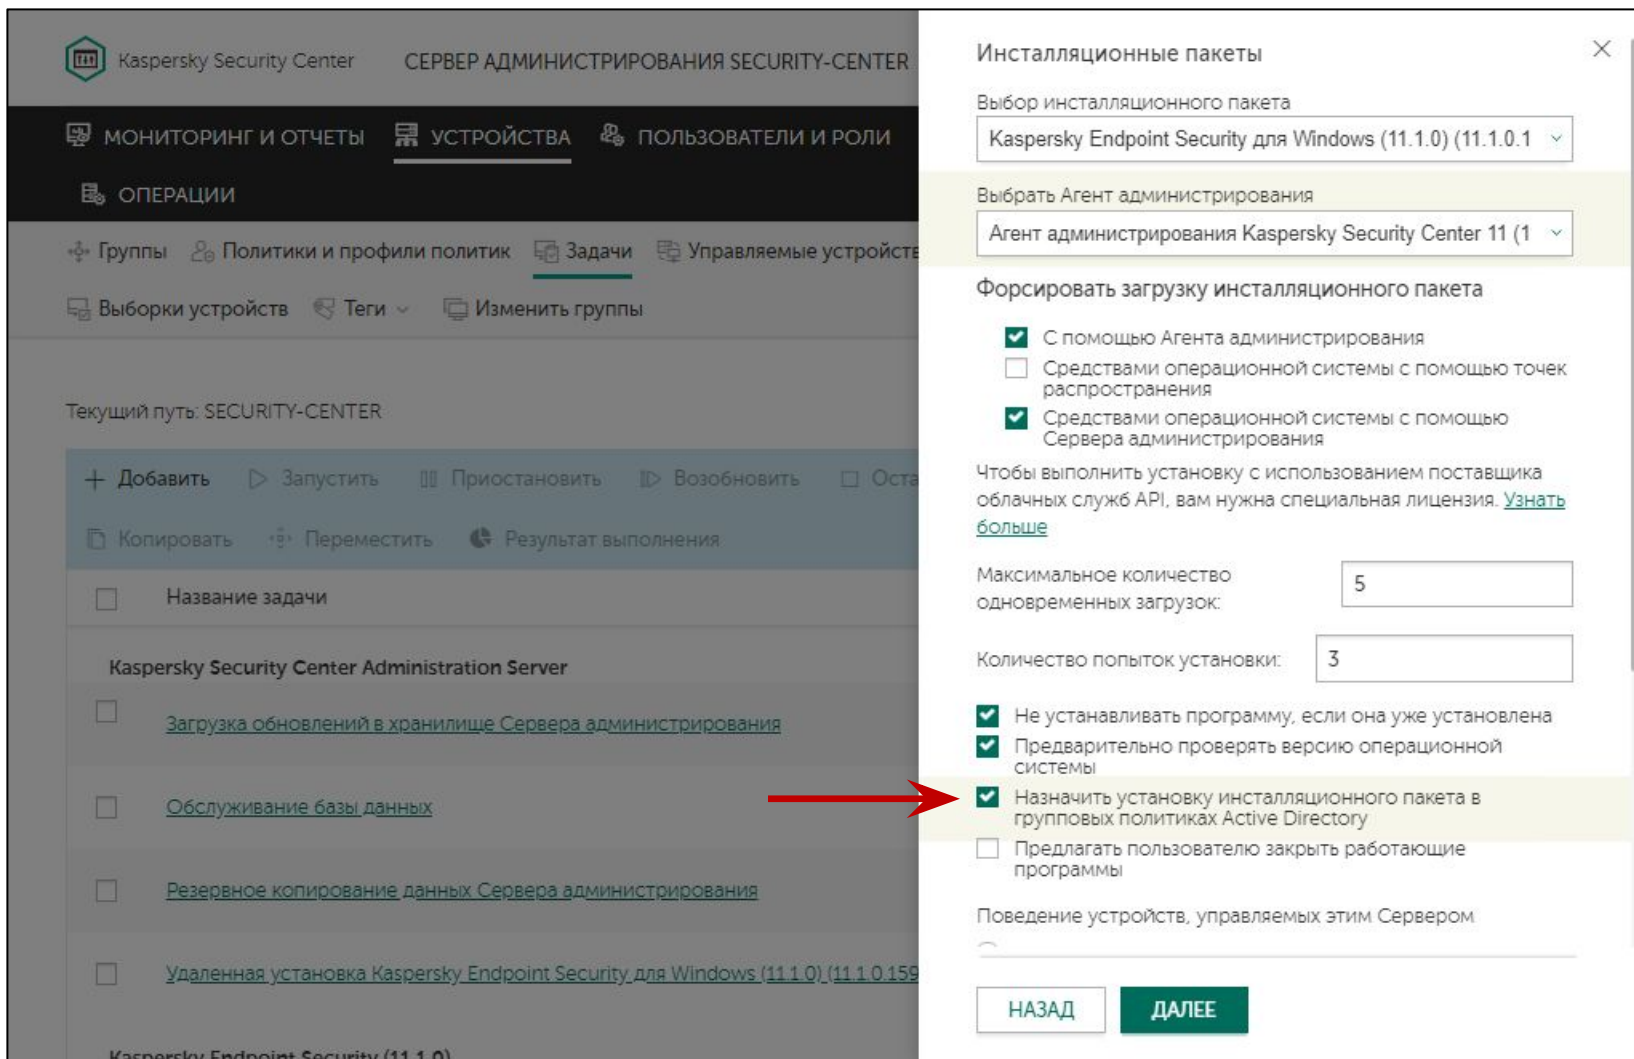 Kaspersky Security Center
СЕРВЕР АДМИНИСТРИРОВАНИЯ SECURITY-CENTER
МОНИТОРИНГ И ОТЧЕТЫ
УСТРОЙСТВА
ПОЛЬЗОВАТЕЛИ И РОЛИ
ОПЕРАЦИИ
Группы
Политики и профили политик
Задачи
Управляемые устройств
Выборки устройств
Теги
Изменить группы
Текущий путь: SECURITY-CENTER
Добавить
Запустить
Приостановить
Возобновить
Оста
Копировать
Переместить
Результат выполнения
Название задачи
Kaspersky Security Center Administration Server
Загрузка обновлений в хранилище Сервера администрирования
Обслуживание базы данных
Резервное копирование данных Сервера администрирования
Удаленная установка Kaspersky Endpoint Security для Windows (11.1.0) (11.1.0.159
Kaspersky Endpoint Security (11.1.0)
Инсталляционные пакеты
Выбор инсталляционного пакета
Kaspersky Endpoint Security для Windows (11.1.0) (11.1.0.1
Выбрать Агент администрирования
Агент администрирования Kaspersky Security Center 11 (1
Форсировать загрузку инсталляционного пакета
С помощью Агента администрирования
Средствами операционной системы с помощью точек
распространения
Средствами операционной системы с помощью
Сервера администрирования
Чтобы выполнить установку с использованием поставщика
облачных служб API, вам нужна специальная лицензия. Узнать
больше
Максимальное количество
одновременных загрузок:
5
Количество попыток установки:
3
Не устанавливать программу, если она уже установлена
Предварительно проверять версию операционной
системы
Назначить установку инсталляционного пакета в
групповых политиках Active Directory
Предлагать пользователю закрыть работающие
программы
Поведение устройств, управляемых этим Сервером
НАЗАД
ДАЛЕЕ